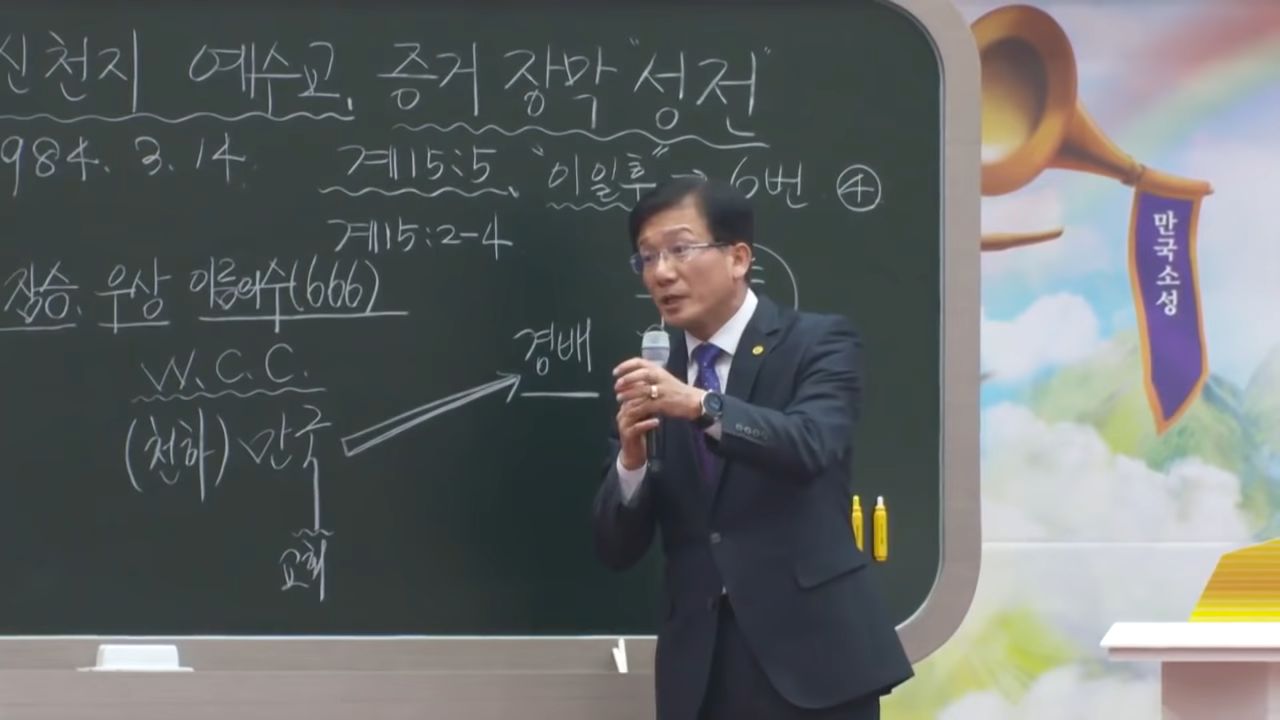 신천지 예수교, 증거 장막 "성전"
984. 3. 14
계15:5, "이일후" → 6번 ④
계15:2-4
짐승, 우상 이름의수(666)
W.C.C.
경배
(천하) 만국
교회
만국소성